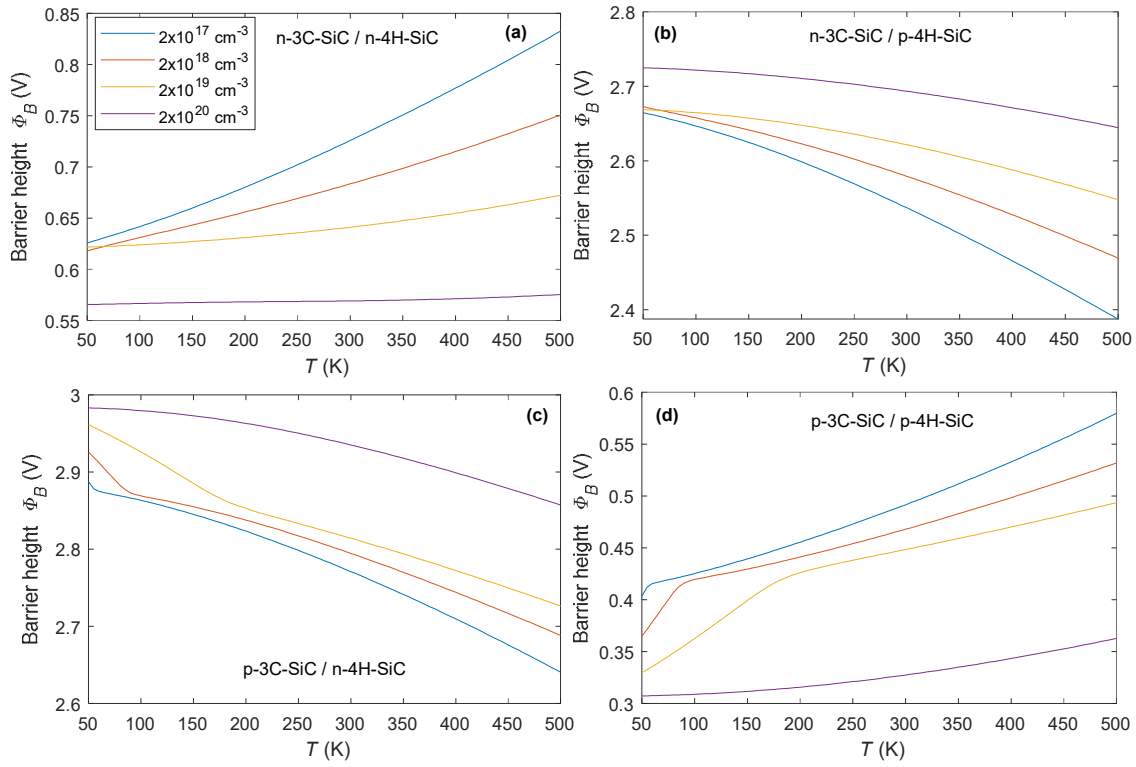 0.85
0.8
0.75
0.7
0.65
0.6
0.55
50 100 150 200 250 300 350 400 450 500
T (K)
Barrier height Φ_B (V)
2x10^17 cm^-3
2x10^18 cm^-3
2x10^19 cm^-3
2x10^20 cm^-3
n-3C-SiC / n-4H-SiC
(a)
2.8
2.7
2.6
2.5
2.4
50 100 150 200 250 300 350 400 450 500
T (K)
Barrier height Φ_B (V)
(b)
n-3C-SiC / p-4H-SiC
3
2.9
2.8
2.7
2.6
50 100 150 200 250 300 350 400 450 500
T (K)
Barrier height Φ_B (V)
(c)
p-3C-SiC / n-4H-SiC
0.6
0.55
0.5
0.45
0.4
0.35
0.3
50 100 150 200 250 300 350 400 450 500
T (K)
Barrier height Φ_B (V)
p-3C-SiC / p-4H-SiC
(d)